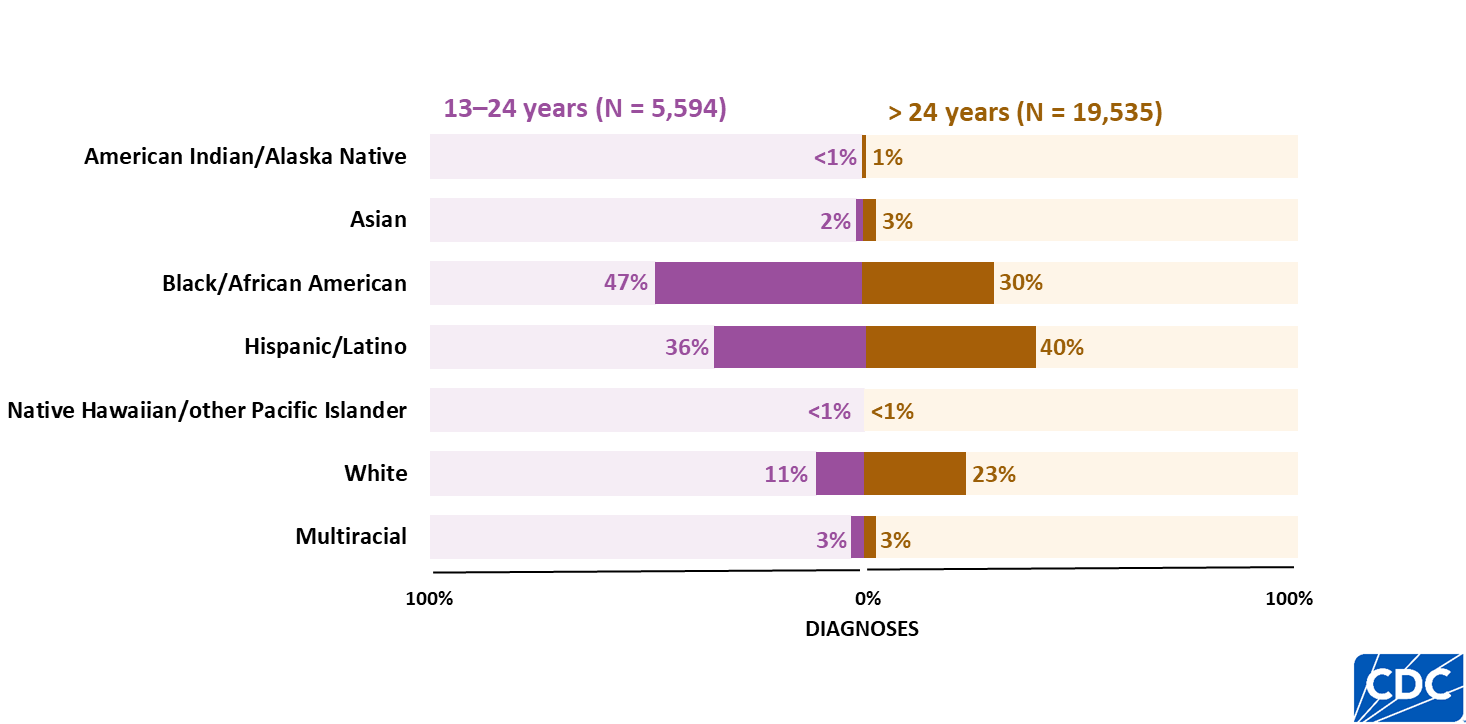 13–24 years (N = 5,594)
> 24 years (N = 19,535)
American Indian/Alaska Native
<1%
1%
Asian
2%
3%
Black/African American
47%
30%
Hispanic/Latino
36%
40%
Native Hawaiian/other Pacific Islander
<1%
<1%
White
11%
23%
Multiracial
3%
3%
100%
0%
100%
DIAGNOSES
CDC